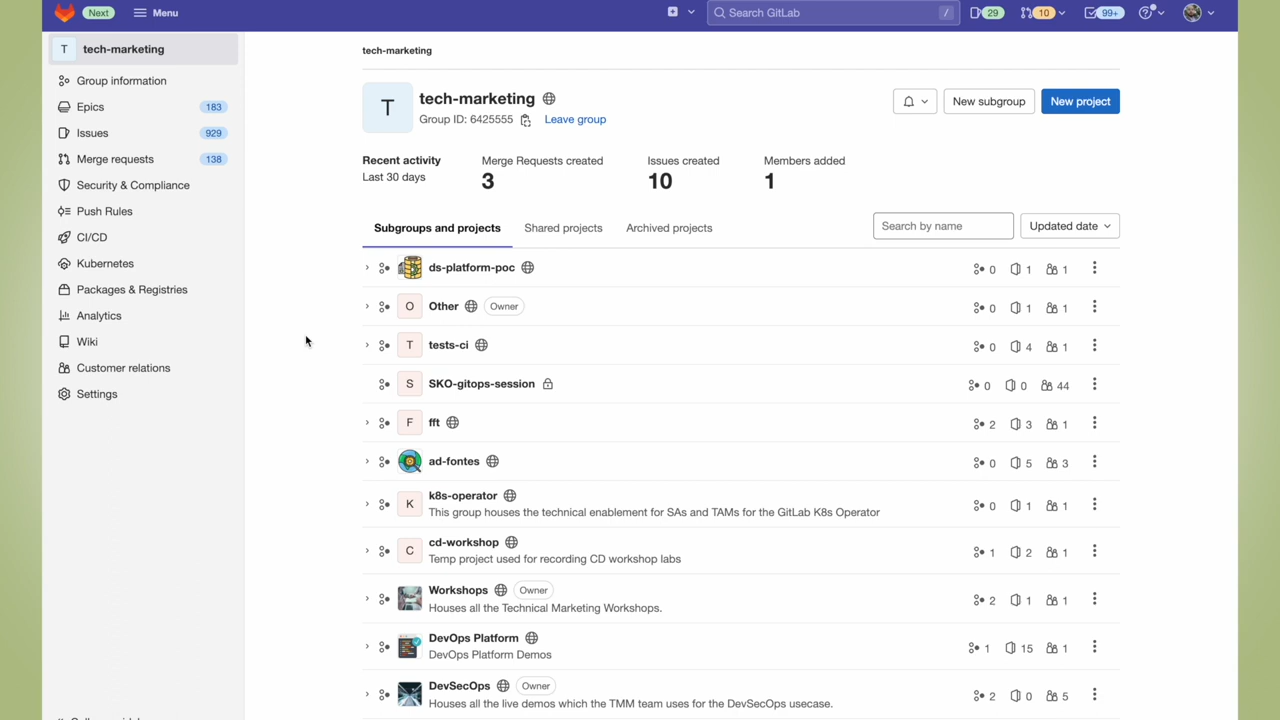 Next Menu Search GitLab / 29 10 99+
T tech-marketing
Group information
Epics 183
Issues 929
Merge requests 138
Security & Compliance
Push Rules
CI/CD
Kubernetes
Packages & Registries
Analytics
Wiki
Customer relations
Settings
tech-marketing
T
tech-marketing
Group ID: 6425555 Leave group
New subgroup New project
Recent activity
Last 30 days
Merge Requests created
3
Issues created
10
Members added
1
Subgroups and projects Shared projects Archived projects
Search by name Updated date
ds-platform-poc 0 1 1
O Other Owner 0 1 1
T tests-ci 0 4 1
S SKO-gitops-session 0 0 44
F fft 2 3 1
ad-fontes 0 5 3
K k8s-operator 0 1 1
This group houses the technical enablement for SAs and TAMs for the GitLab K8s Operator
C cd-workshop 1 2 1
Temp project used for recording CD workshop labs
Workshops Owner 2 1 1
Houses all the Technical Marketing Workshops.
DevOps Platform 1 15 1
DevOps Platform Demos
DevSecOps Owner 2 0 5
Houses all the live demos which the TMM team uses for the DevSecOps usecase.